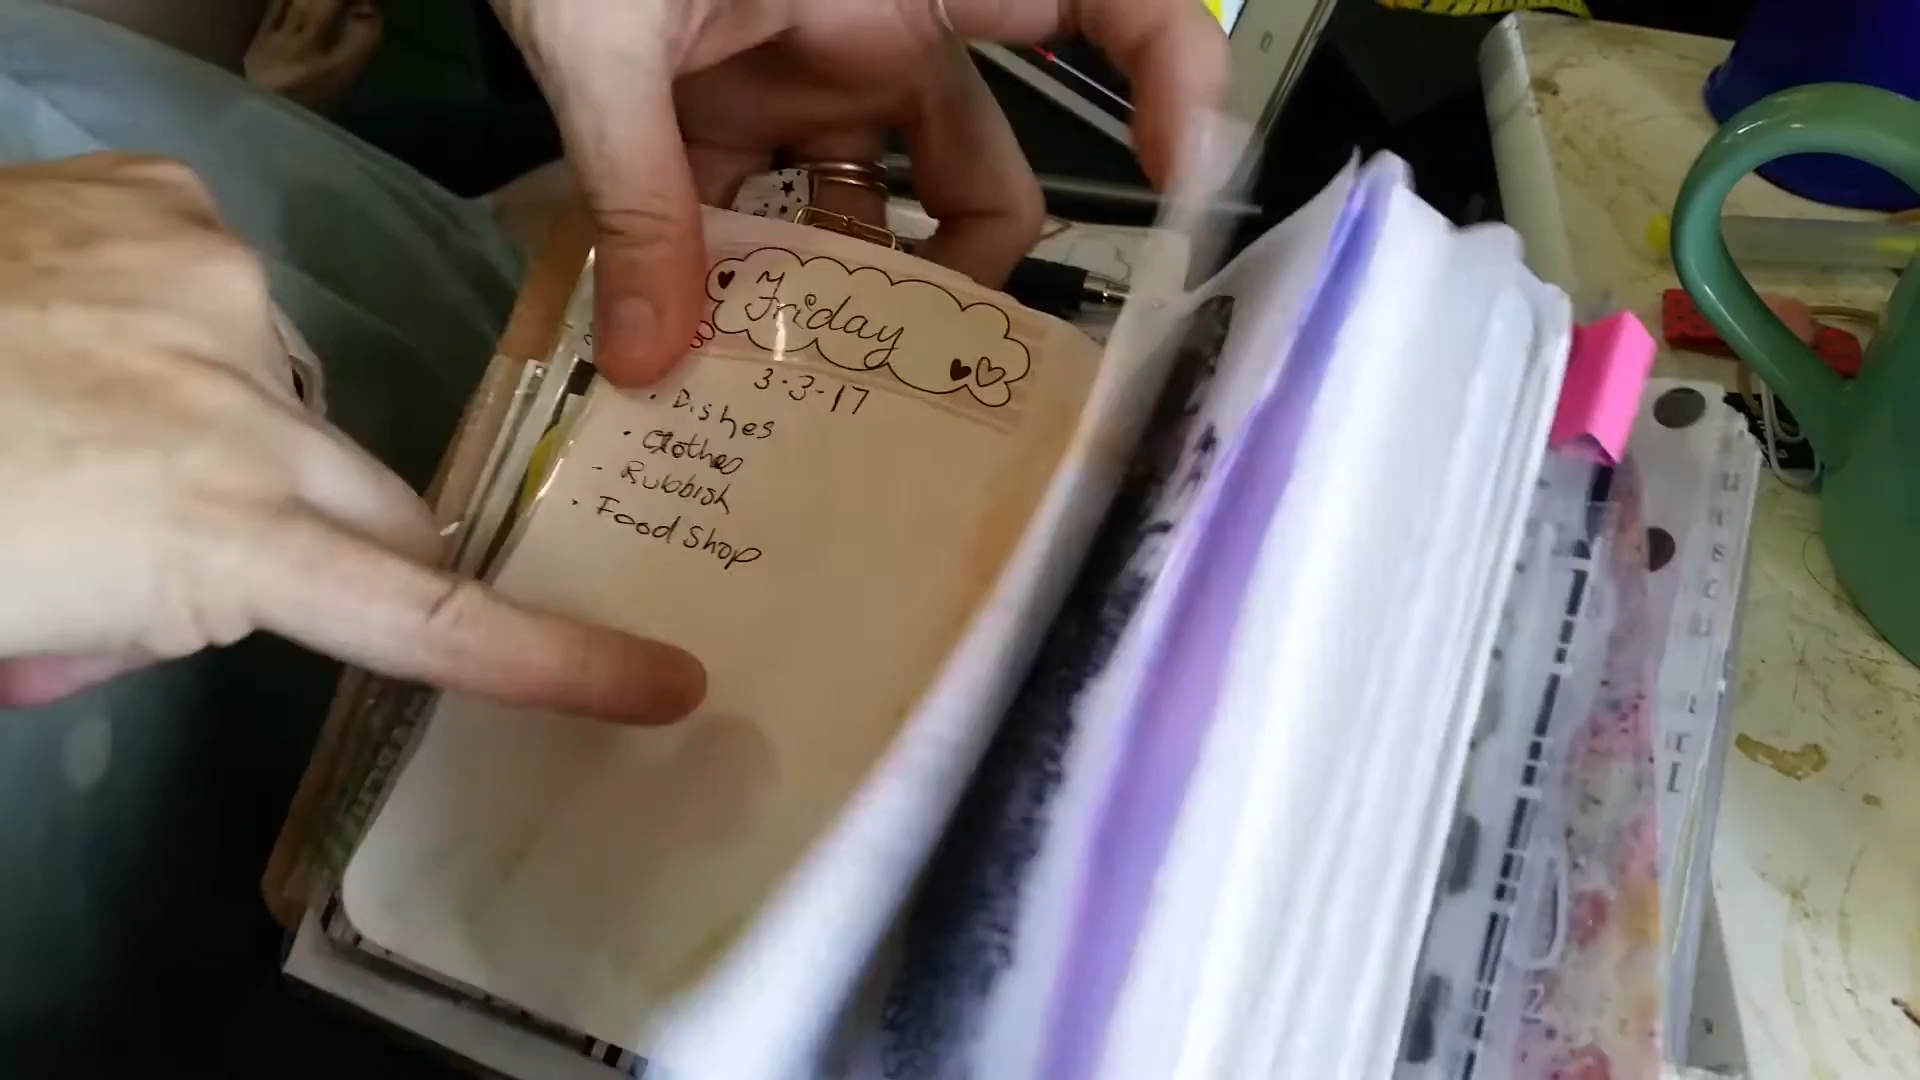 Friday
3-3-17
• Dishes
• Clothes
- Rubbish
• Food Shop